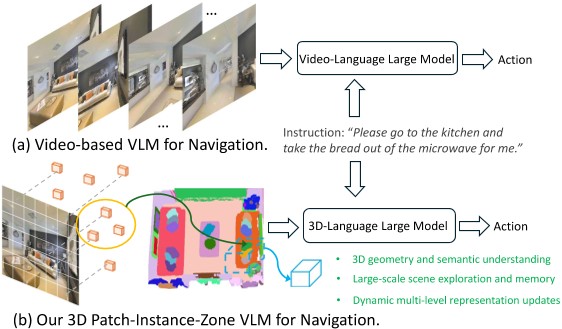 ...
Video-Language Large Model
Action
...
(a) Video-based VLM for Navigation.
Instruction: “Please go to the kitchen and
take the bread out of the microwave for me.”
3D-Language Large Model
Action
• 3D geometry and semantic understanding
• Large-scale scene exploration and memory
• Dynamic multi-level representation updates
(b) Our 3D Patch-Instance-Zone VLM for Navigation.